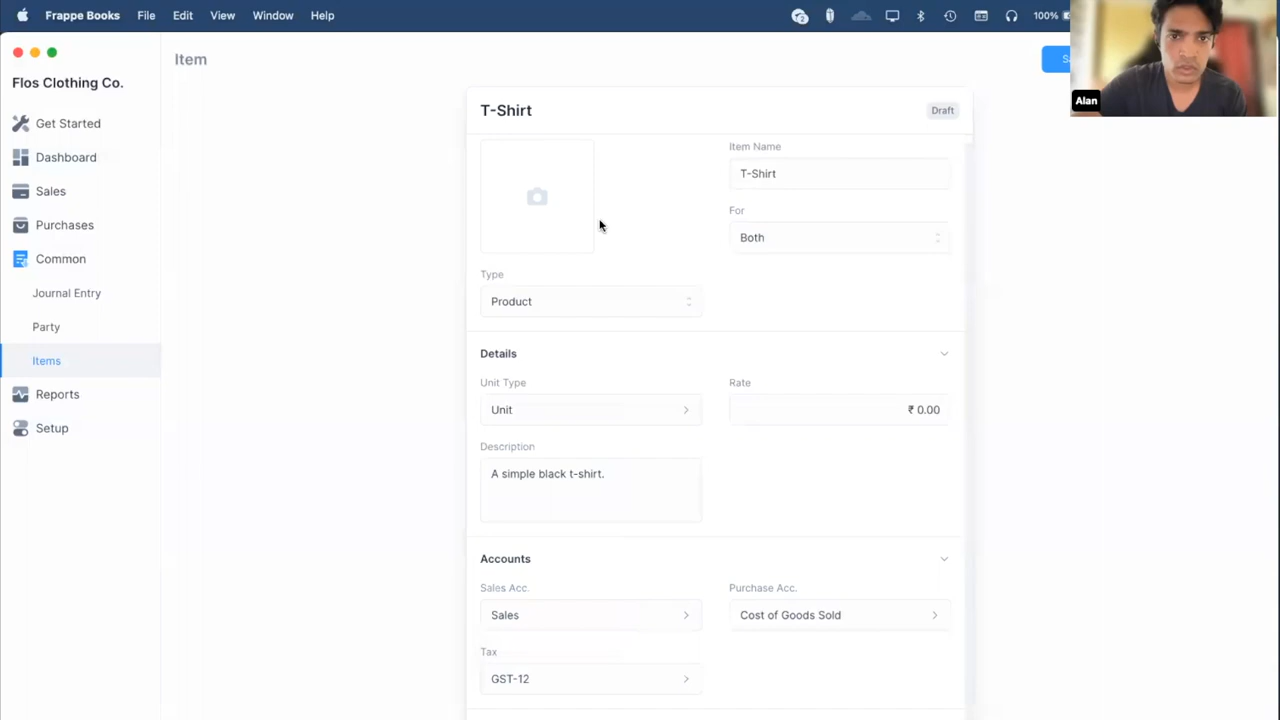 Frappe Books File Edit View Window Help 100%
Flos Clothing Co.
Item
Alan
Get Started
Dashboard
Sales
Purchases
Common
Journal Entry
Party
Items
Reports
Setup
T-Shirt
Draft
Item Name
T-Shirt
For
Both
Type
Product
Details
Unit Type
Rate
Unit
₹ 0.00
Description
A simple black t-shirt.
Accounts
Sales Acc.
Purchase Acc.
Sales
Cost of Goods Sold
Tax
GST-12